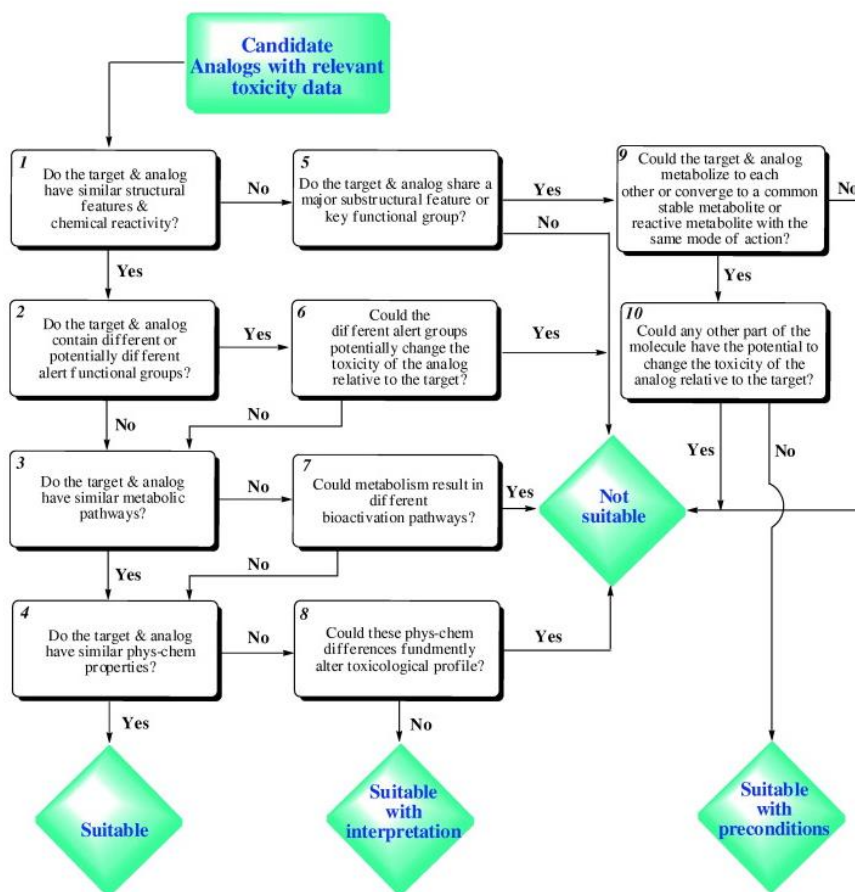 Candidate
Analogs with relevant
toxicity data
1
Do the target & analog
have similar structural
features &
chemical reactivity?
No
5
Do the target & analog share a
major substructural feature or
key functional group?
Yes
No
9
Could the target & analog
metabolize to each
other or converge to a common
stable metabolite or
reactive metabolite with the
same mode of action?
No
Yes
Yes
2
Do the target & analog
contain different or
potentially different
alert functional groups?
Yes
6
Could the
different alert groups
potentially change the
toxicity of the analog
relative to the target?
Yes
10
Could any other part of the
molecule have the potential to
change the toxicity of the
analog relative to the target?
No
No
Yes
No
3
Do the target & analog
have similar metabolic
pathways?
No
7
Could metabolism result in
different
bioactivation pathways?
Yes
Not
suitable
Yes
No
4
Do the target & analog
have similar phys-chem
properties?
No
8
Could these phys-chem
differences fundmently
alter toxicological profile?
Yes
Yes
No
Suitable
Suitable
with
interpretation
Suitable
with
preconditions